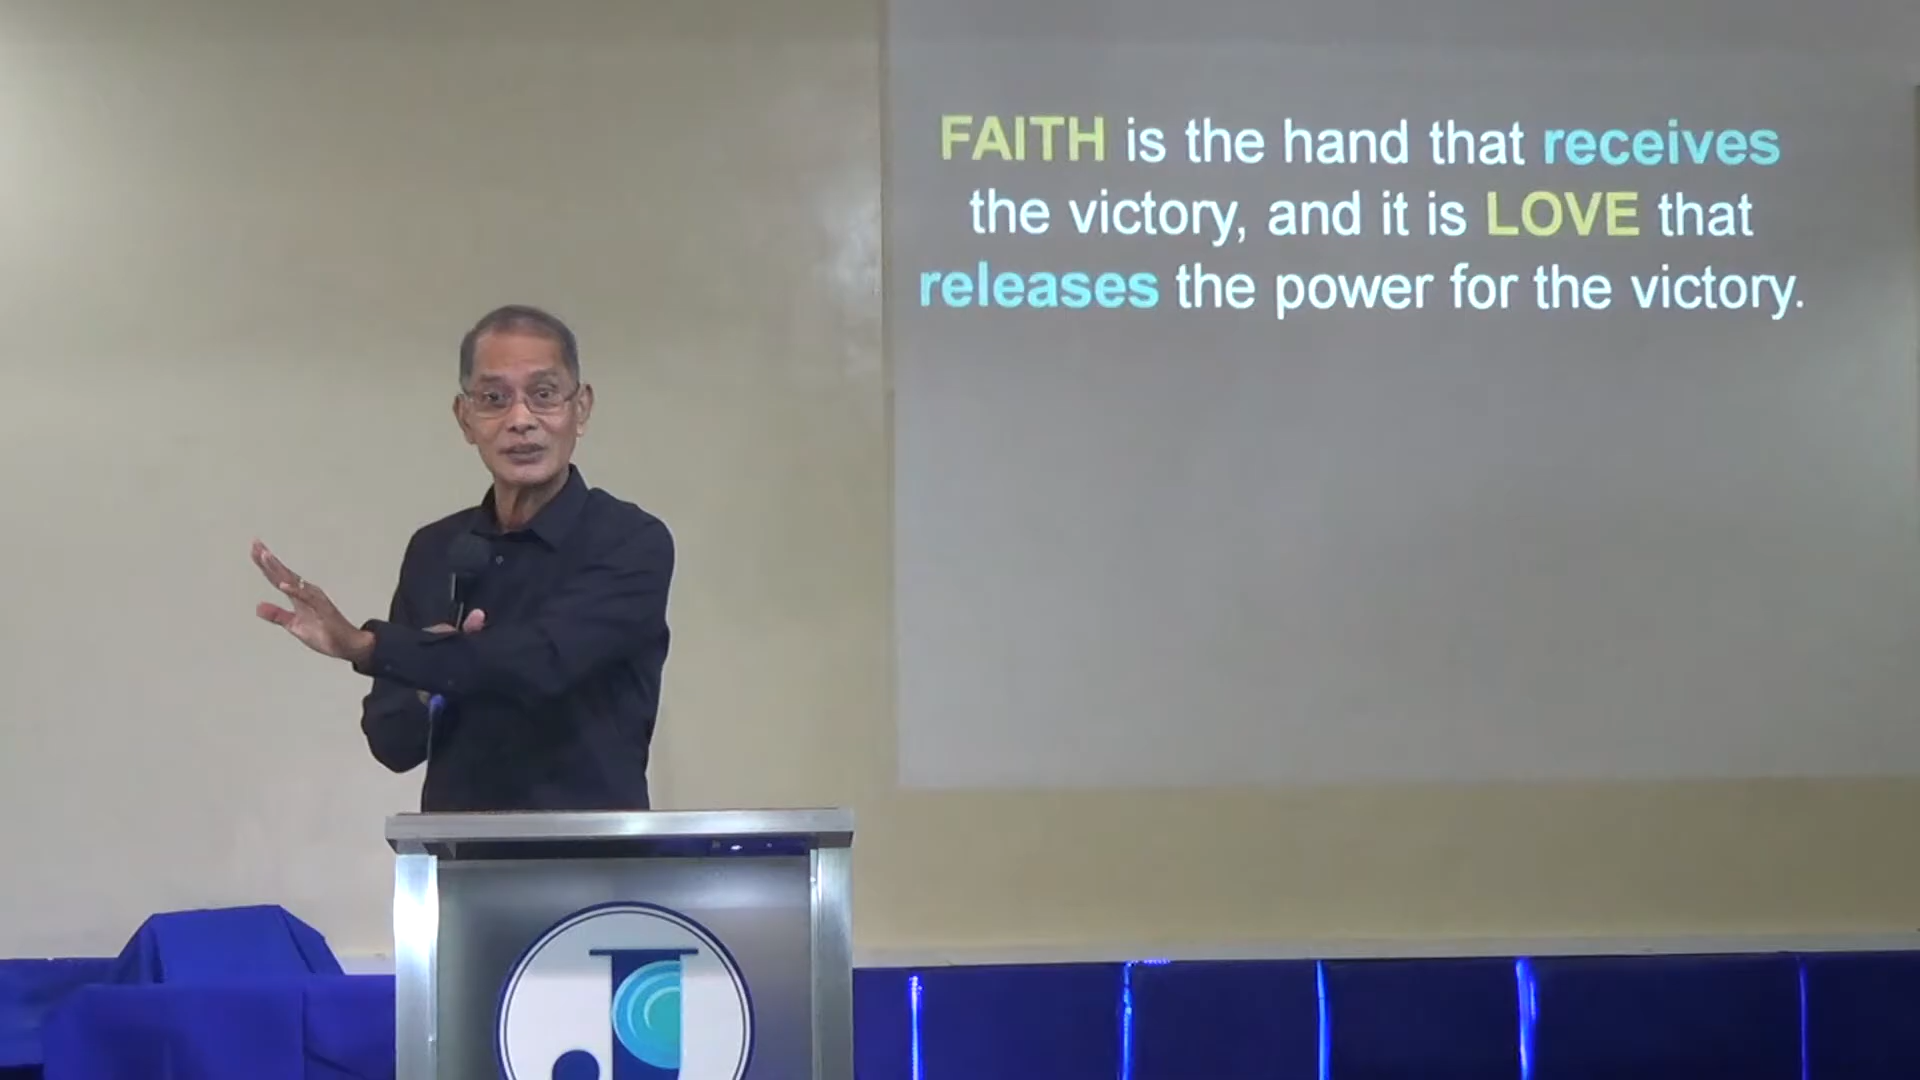 FAITH is the hand that receives
the victory, and it is LOVE that
releases the power for the victory.
J